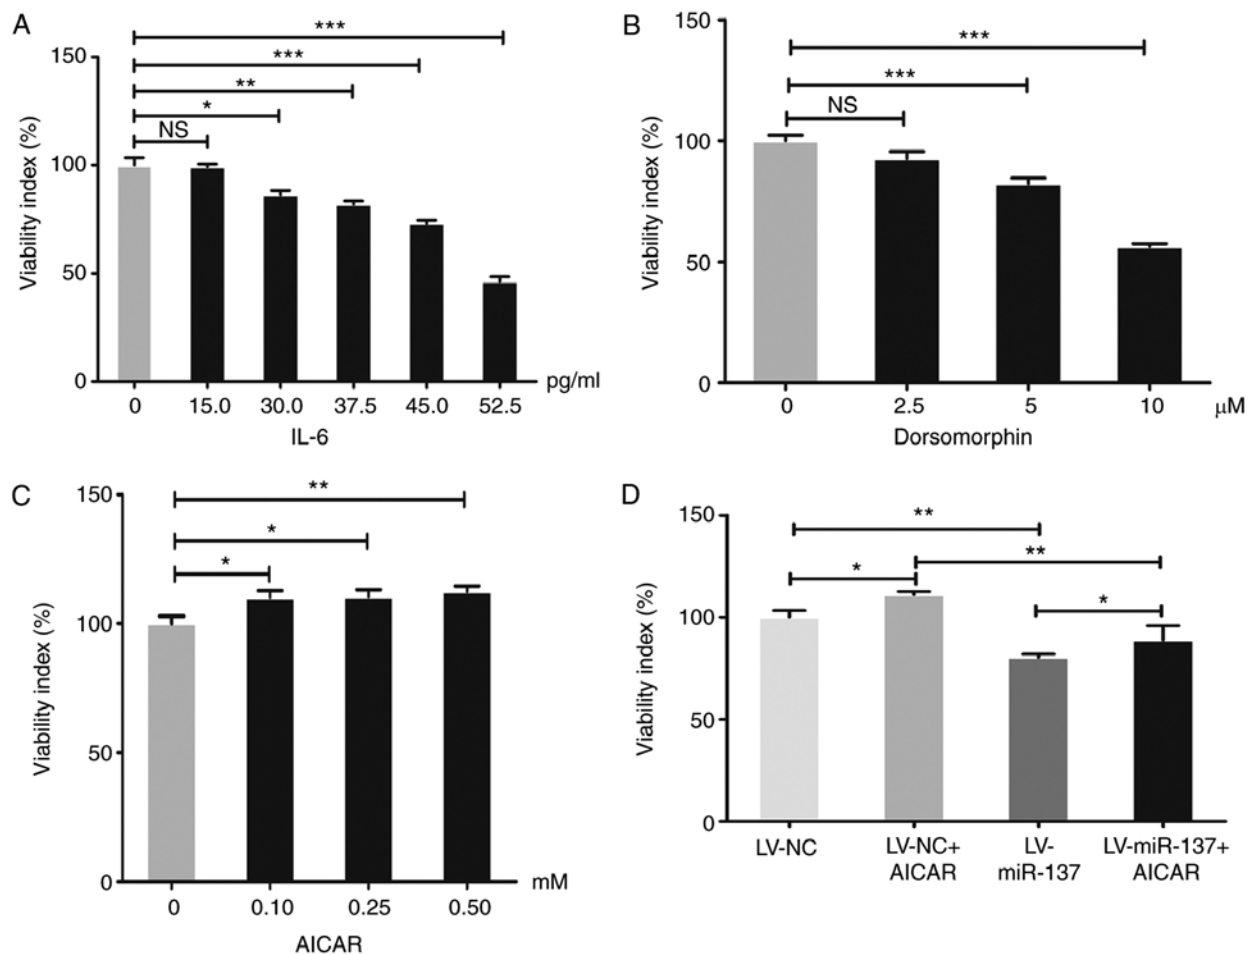 A
***
***
**
*
NS
150
100
50
0
Viability index (%)
0 15.0 30.0 37.5 45.0 52.5 pg/ml
IL-6
B
***
***
NS
150
100
50
0
Viability index (%)
0 2.5 5 10 μM
Dorsomorphin
C
**
*
*
150
100
50
0
Viability index (%)
0 0.10 0.25 0.50 mM
AICAR
D
**
**
*
*
150
100
50
0
Viability index (%)
LV-NC LV-NC+ LV- LV-miR-137+
AICAR miR-137 AICAR